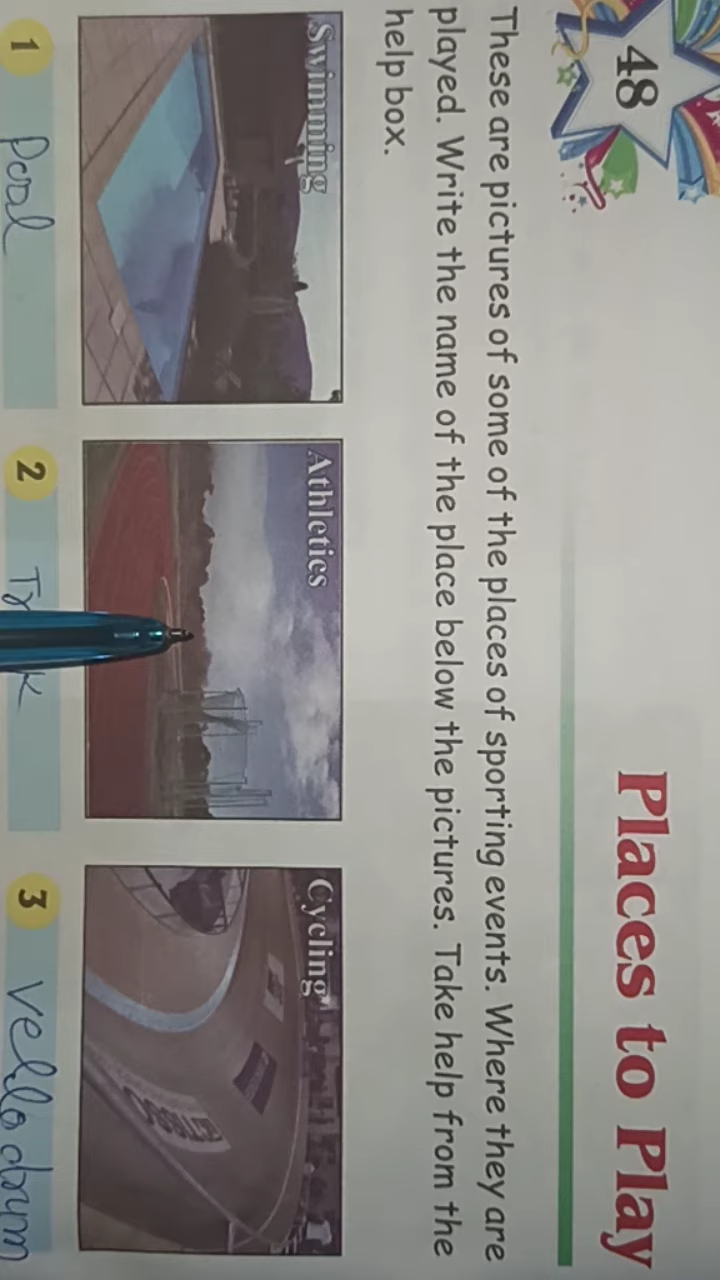 48
Places to Play
These are pictures of some of the places of sporting events. Where they are
played. Write the name of the place below the pictures. Take help from the
help box.
Swimming
Athletics
Cycling
1 Pool
2
3 Vellodrum